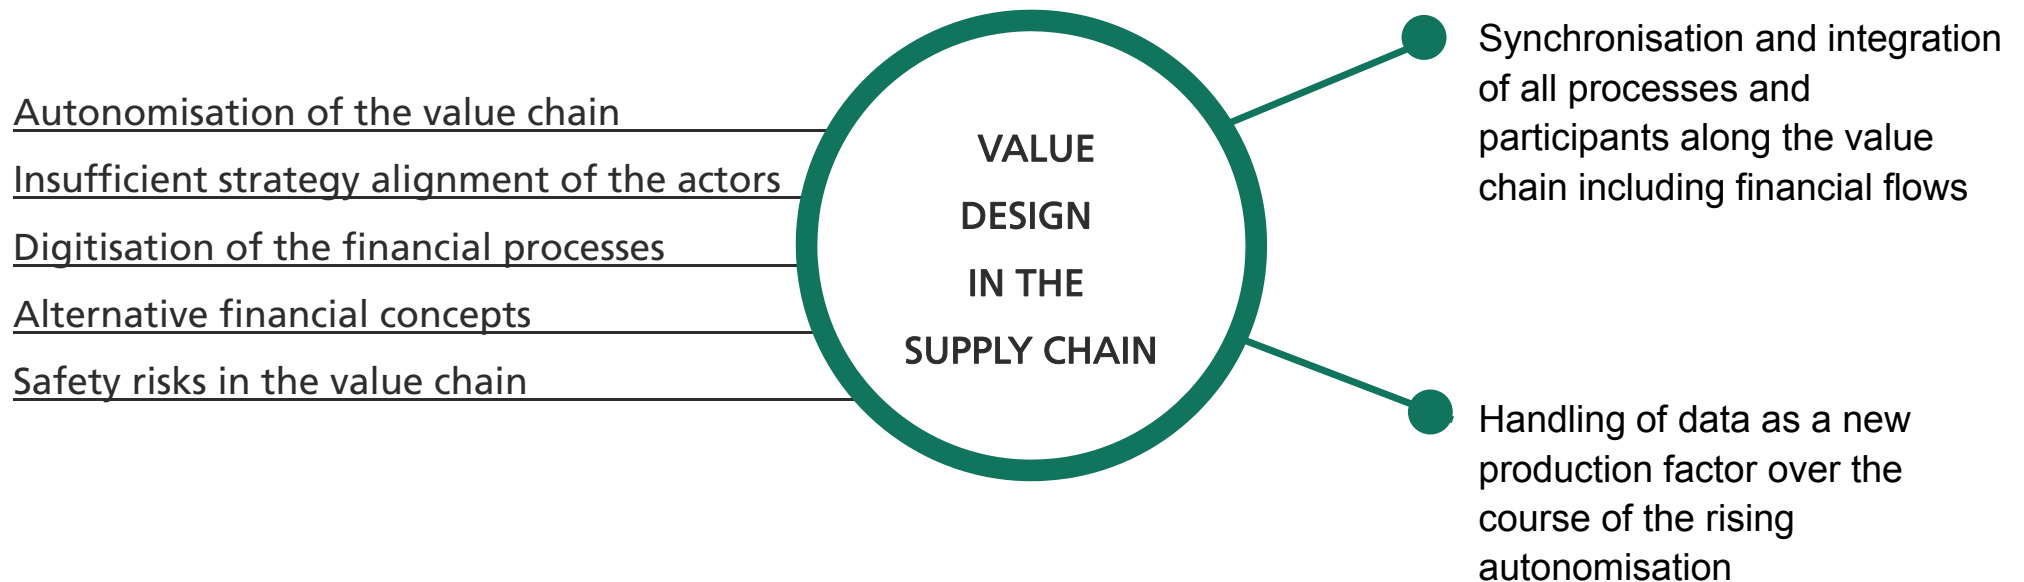 Autonomisation of the value chain
Insufficient strategy alignment of the actors
Digitisation of the financial processes
Alternative financial concepts
Safety risks in the value chain
VALUE
DESIGN
IN THE
SUPPLY CHAIN
Synchronisation and integration
of all processes and
participants along the value
chain including financial flows
Handling of data as a new
production factor over the
course of the rising
autonomisation